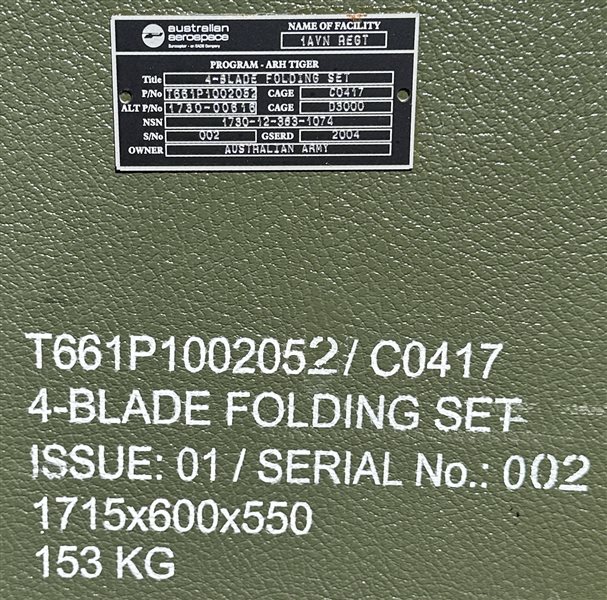 australian
aerospace
Eurocopter - an EADS Company
NAME OF FACILITY
1AVN REGT
PROGRAM - ARH TIGER
Title 4-BLADE FOLDING SET
P/No T661P1002052 CAGE C0417
ALT P/No 1730-00616 CAGE D3000
NSN 1730-12-363-1074
S/No 002 GSERD 2004
OWNER AUSTRALIAN ARMY
T661P1002052/ C0417
4-BLADE FOLDING SET
ISSUE: 01 / SERIAL No.: 002
1715x600x550
153 KG